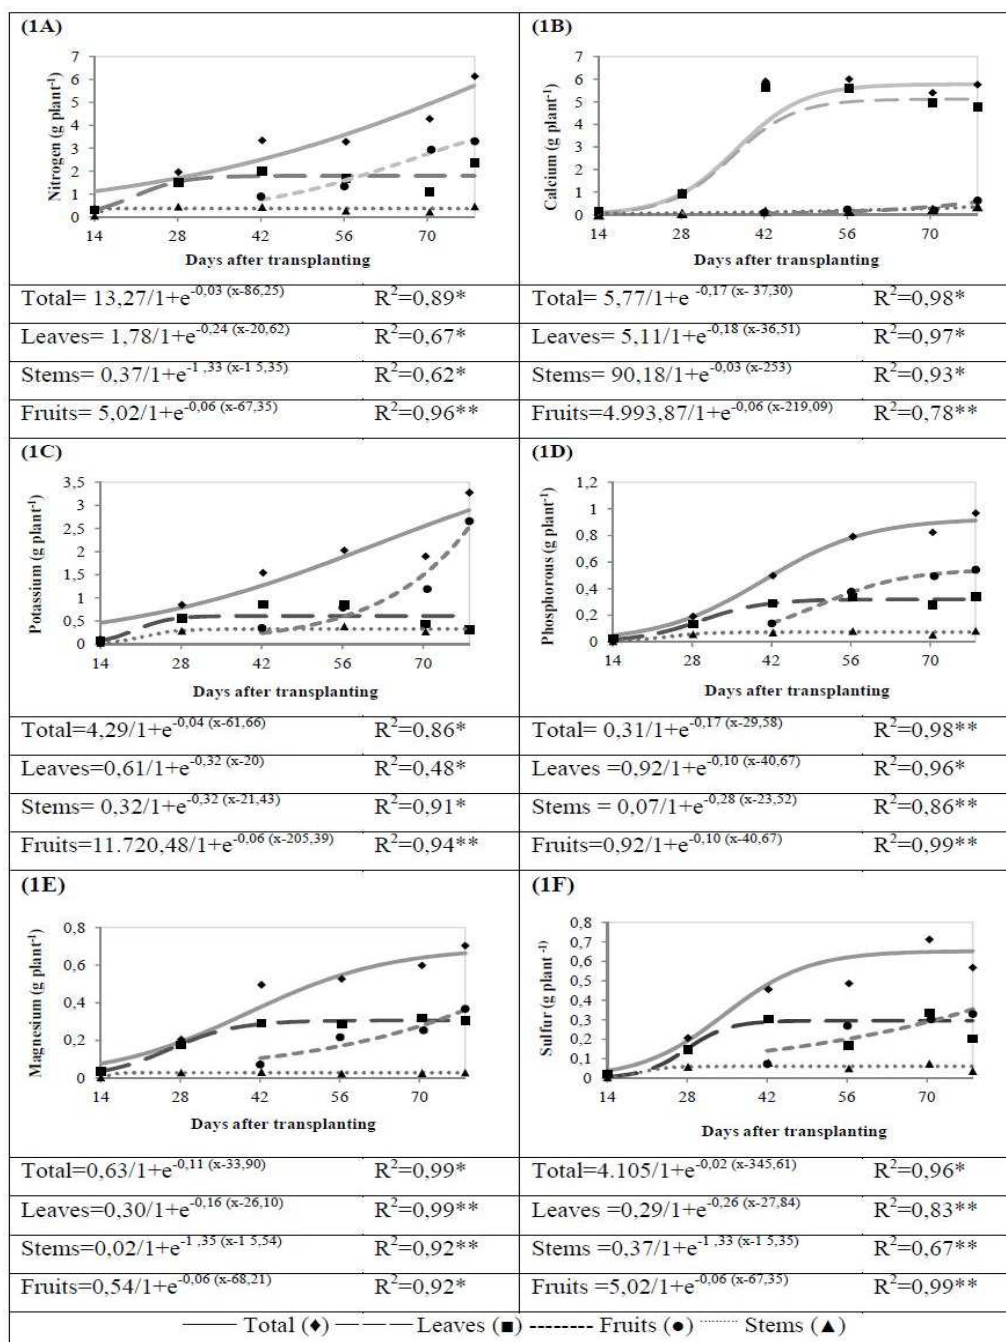 (1A)
Nitrogen (g plant-1)
7
6
5
4
3
2
1
0
14 28 42 56 70
Days after transplanting
Total= 13,27/1+e-0,03 (x-86,25) R2=0,89*
Leaves= 1,78/1+e-0,24 (x-20,62) R2=0,67*
Stems= 0,37/1+e-1 ,33 (x-1 5,35) R2=0,62*
Fruits= 5,02/1+e-0,06 (x-67,35) R2=0,96**
(1B)
Calcium (g plant-1)
7
6
5
4
3
2
1
0
14 28 42 56 70
Days after transplanting
Total= 5,77/1+e -0,17 (x- 37,30) R2=0,98*
Leaves= 5,11/1+e-0,18 (x-36,51) R2=0,97*
Stems= 90,18/1+e-0,03 (x-253) R2=0,93*
Fruits=4.993,87/1+e-0,06 (x-219,09) R2=0,78**
(1C)
Potassium (g plant-1)
3,5
3
2,5
2
1,5
1
0,5
0
14 28 42 56 70
Days after transplanting
Total=4,29/1+e-0,04 (x-61,66) R2=0,86*
Leaves=0,61/1+e-0,32 (x-20) R2=0,48*
Stems= 0,32/1+e-0,32 (x-21,43) R2=0,91*
Fruits=11.720,48/1+e-0,06 (x-205,39) R2=0,94**
(1D)
Phosphorous (g plant-1)
1,2
1
0,8
0,6
0,4
0,2
0
14 28 42 56 70
Days after transplanting
Total= 0,31/1+e-0,17 (x-29,58) R2=0,98**
Leaves =0,92/1+e-0,10 (x-40,67) R2=0,96*
Stems = 0,07/1+e-0,28 (x-23,52) R2=0,86**
Fruits=0,92/1+e-0,10 (x-40,67) R2=0,99**
(1E)
Magnesium (g plant-1)
0,8
0,6
0,4
0,2
0
14 28 42 56 70
Days after transplanting
Total=0,63/1+e-0,11 (x-33,90) R2=0,99*
Leaves=0,30/1+e-0,16 (x-26,10) R2=0,99**
Stems=0,02/1+e-1 ,35 (x-1 5,54) R2=0,92**
Fruits=0,54/1+e-0,06 (x-68,21) R2=0,92*
(1F)
Sulfur (g plant -1)
0,8
0,7
0,6
0,5
0,4
0,3
0,2
0,1
0
14 28 42 56 70
Days after transplanting
Total=4.105/1+e-0,02 (x-345,61) R2=0,96*
Leaves =0,29/1+e-0,26 (x-27,84) R2=0,83**
Stems =0,37/1+e-1 ,33 (x-1 5,35) R2=0,67**
Fruits =5,02/1+e-0,06 (x-67,35) R2=0,99**
Total (♦) Leaves (■) Fruits (●) Stems (▲)